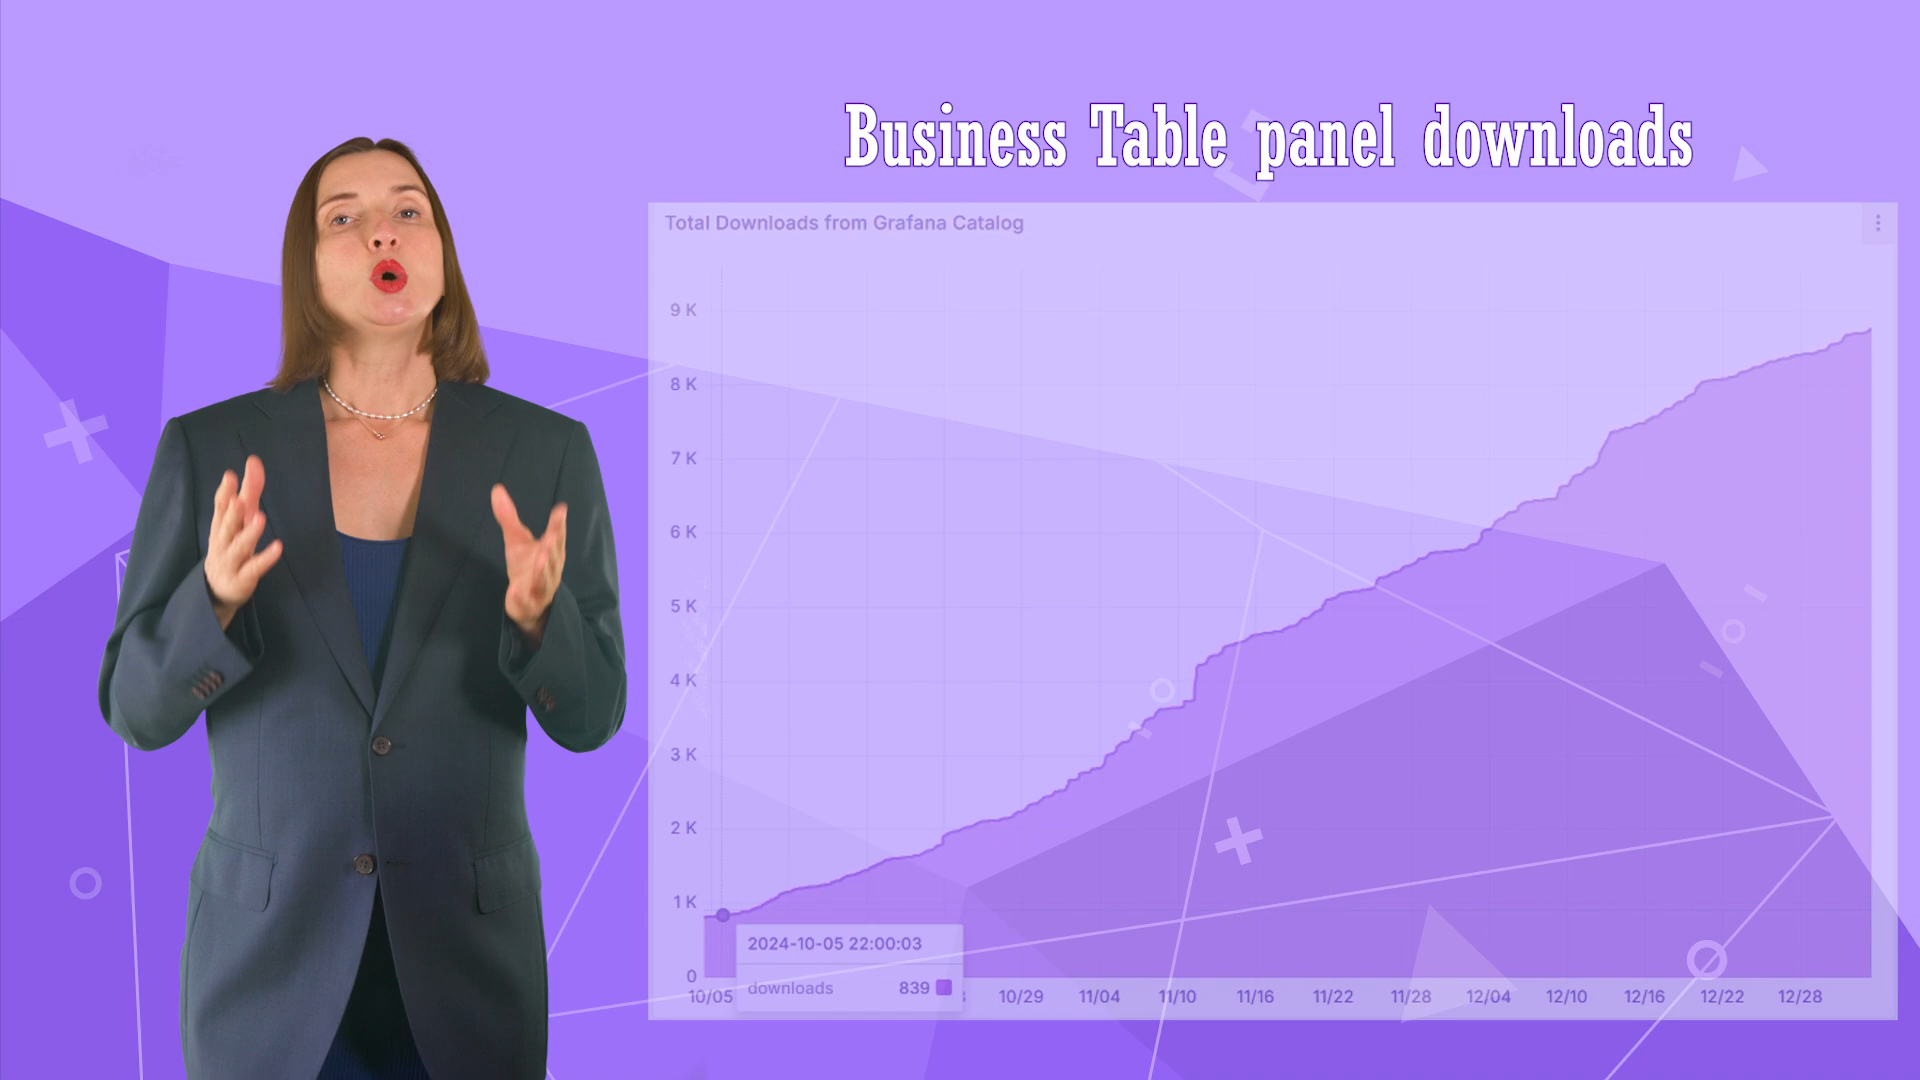 Business Table panel downloads
Total Downloads from Grafana Catalog
9 K
8 K
7 K
6 K
5 K
4 K
3 K
2 K
1 K
0
2024-10-05 22:00:03
downloads 839
10/05 10/29 11/04 11/10 11/16 11/22 11/28 12/04 12/10 12/16 12/22 12/28